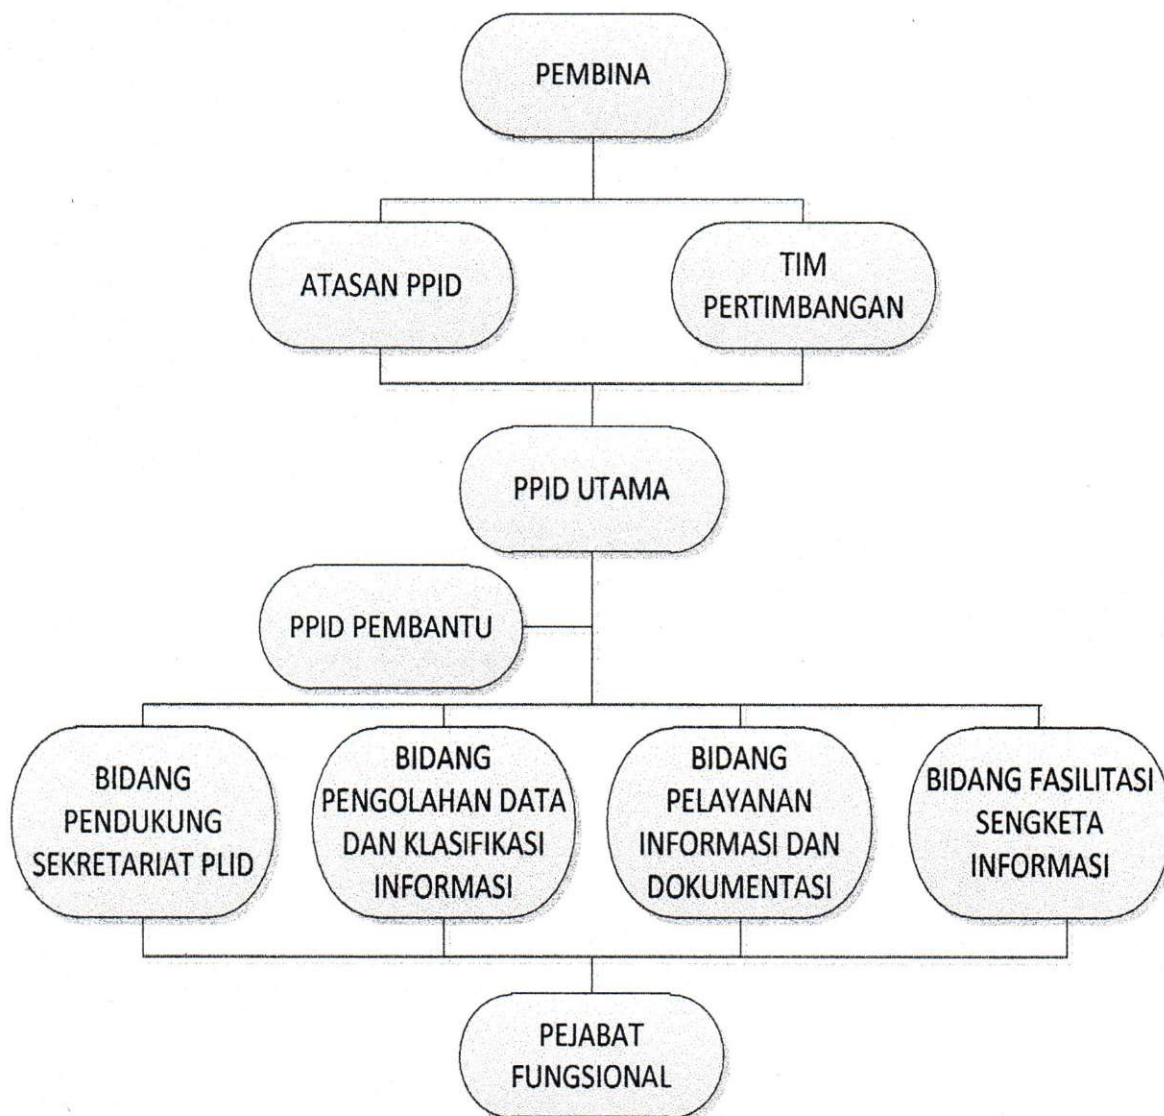 PEMBINA
ATASAN PPID
TIM
PERTIMBANGAN
PPID UTAMA
PPID PEMBANTU
BIDANG
PENDUKUNG
SEKRETARIAT PLID
BIDANG
PENGOLAHAN DATA
DAN KLASIFIKASI
INFORMASI
BIDANG
PELAYANAN
INFORMASI DAN
DOKUMENTASI
BIDANG FASILITASI
SENGKETA
INFORMASI
PEJABAT
FUNGSIONAL